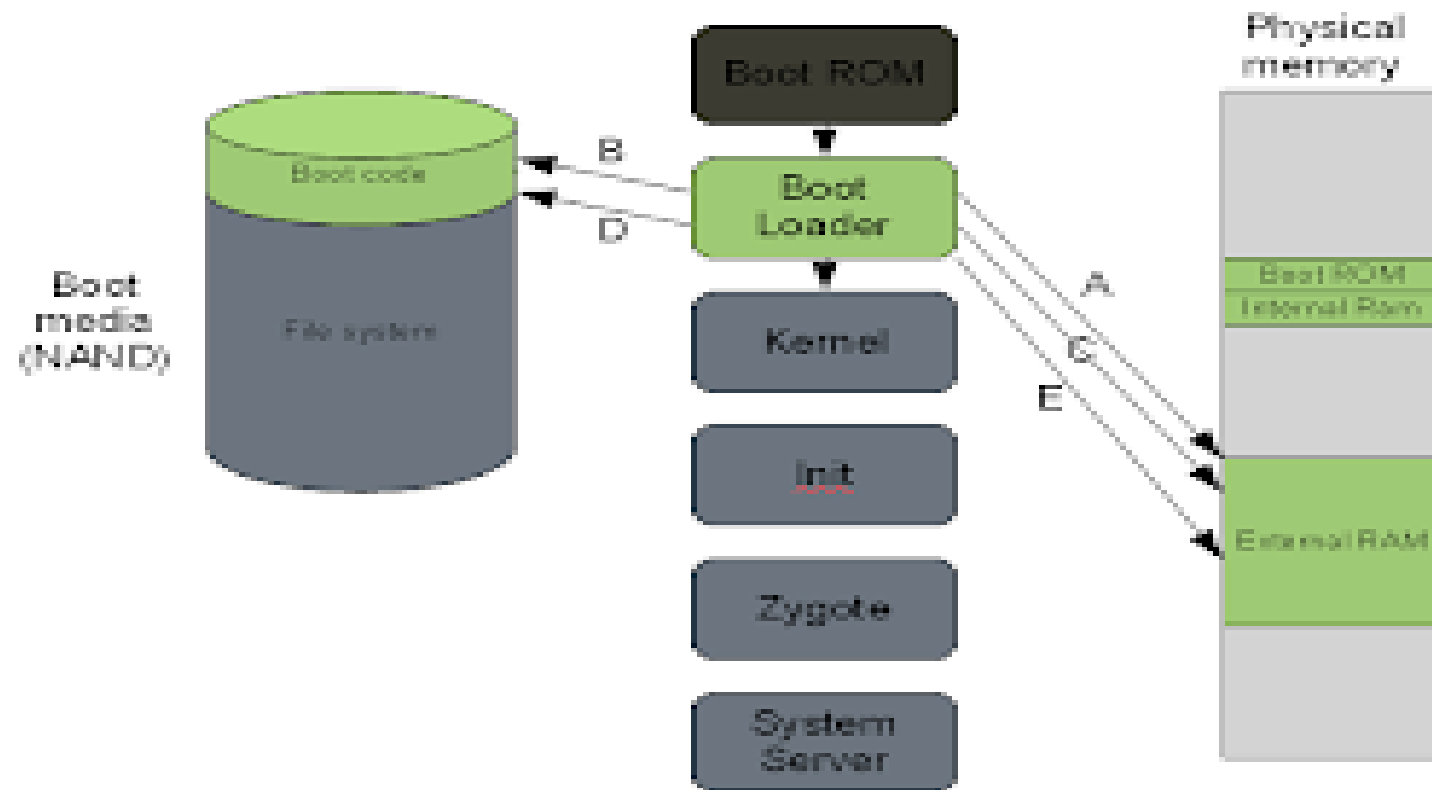 Boot ROM
Boot
Loader
Kernel
Init
Zygote
System
Server
Boot
media
(NAND)
Boot code
File system
B
D
A
C
E
Physical
memory
Boot ROM
Internal Ram
External RAM